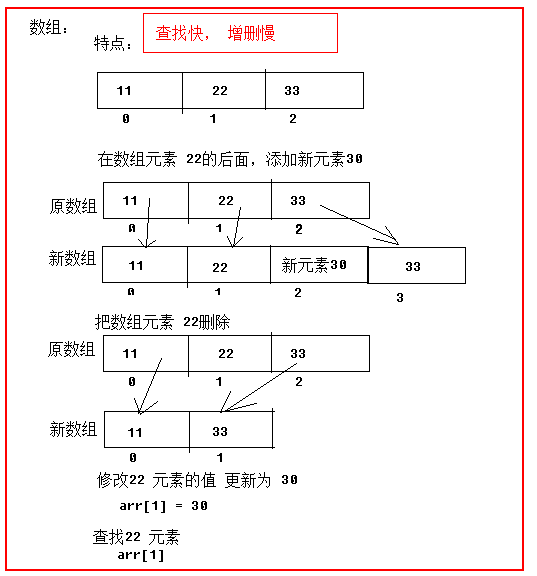 数组:
特点: 查找快, 增删慢
11 22 33
0 1 2
在数组元素 22的后面, 添加新元素30
原数组 11 22 33
0 1 2
新数组 11 22 新元素30 33
0 1 2 3
把数组元素 22删除
原数组 11 22 33
0 1 2
新数组 11 33
0 1
修改22 元素的值 更新为 30
arr[1] = 30
查找22 元素
arr[1]